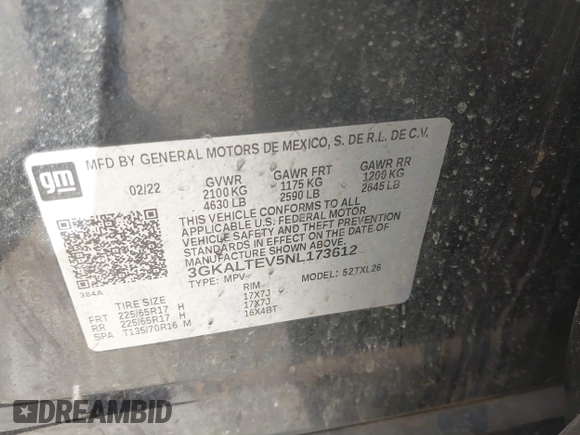 gm
MFD BY GENERAL MOTORS DE MEXICO, S. DE R.L. DE C.V.
02/22 GVWR GAWR FRT GAWR RR
2100 KG 1175 KG 1200 KG
4630 LB 2590 LB 2645 LB
THIS VEHICLE CONFORMS TO ALL
APPLICABLE U.S. FEDERAL MOTOR
VEHICLE SAFETY AND THEFT PREVENTION
STANDARDS IN EFFECT ON THE DATE OF
MANUFACTURE SHOWN ABOVE.
3GKALTEV5NL173612
384A TYPE: MPV MODEL: 52TXL26
TIRE SIZE RIM
FRT 225/65R17 H 17X7J
RR 225/65R17 H 17X7J
SPA T135/70R16 M 16X4BT
DREAMBID